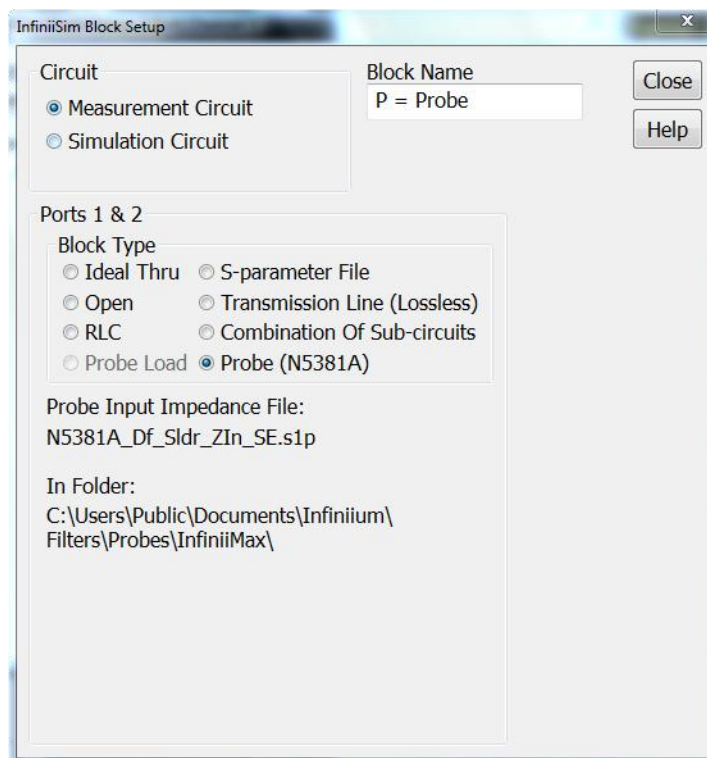 InfiniiSim Block Setup
x
Circuit
Measurement Circuit
Simulation Circuit
Block Name
P = Probe
Close
Help
Ports 1 & 2
Block Type
Ideal Thru
S-parameter File
Open
Transmission Line (Lossless)
RLC
Combination Of Sub-circuits
Probe Load
Probe (N5381A)
Probe Input Impedance File:
N5381A_Df_Sldr_ZIn_SE.s1p
In Folder:
C:\Users\Public\Documents\Infiniium\
Filters\Probes\InfiniiMax\